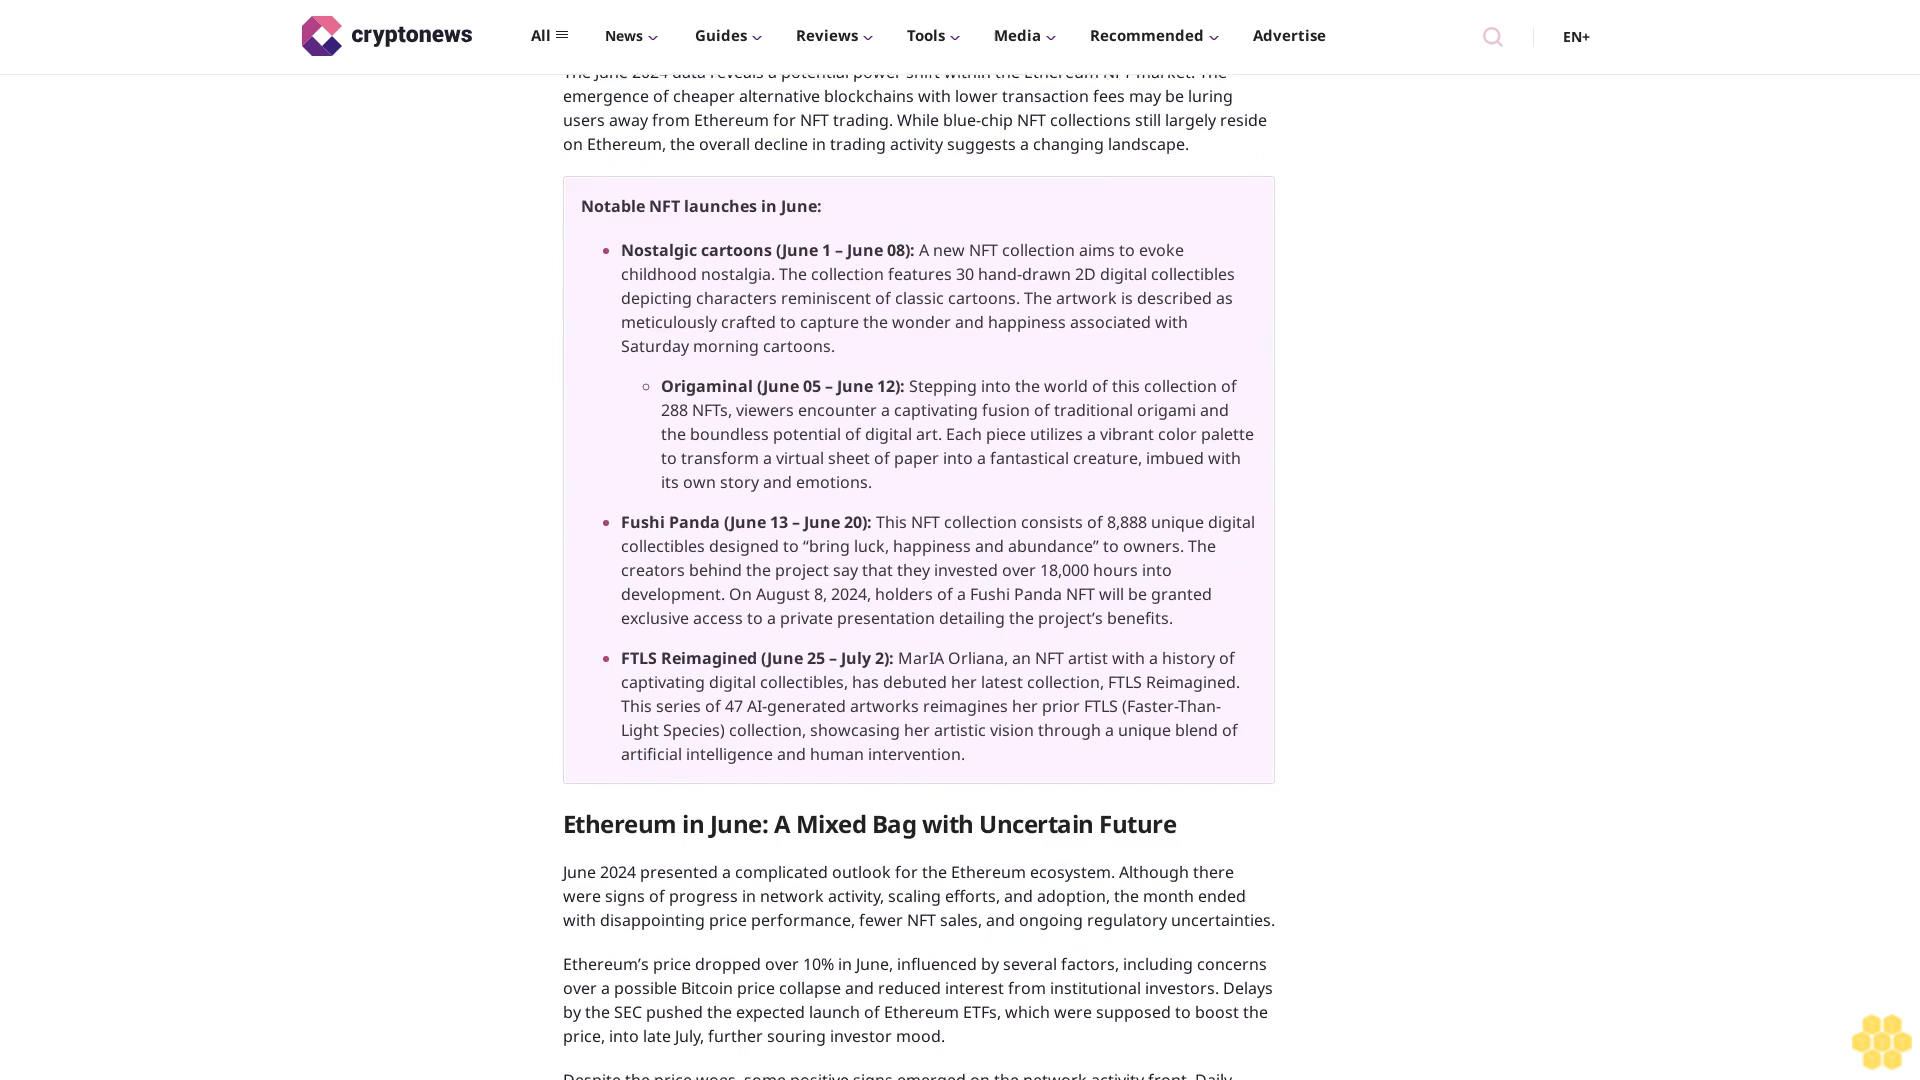 cryptonews
All
News
Guides
Reviews
Tools
Media
Recommended
Advertise
EN+
The June 2024 data reveals a potential power shift within the Ethereum NFT market. The
emergence of cheaper alternative blockchains with lower transaction fees may be luring
users away from Ethereum for NFT trading. While blue-chip NFT collections still largely reside
on Ethereum, the overall decline in trading activity suggests a changing landscape.
Notable NFT launches in June:
Nostalgic cartoons (June 1 – June 08): A new NFT collection aims to evoke
childhood nostalgia. The collection features 30 hand-drawn 2D digital collectibles
depicting characters reminiscent of classic cartoons. The artwork is described as
meticulously crafted to capture the wonder and happiness associated with
Saturday morning cartoons.
Origaminal (June 05 – June 12): Stepping into the world of this collection of
288 NFTs, viewers encounter a captivating fusion of traditional origami and
the boundless potential of digital art. Each piece utilizes a vibrant color palette
to transform a virtual sheet of paper into a fantastical creature, imbued with
its own story and emotions.
Fushi Panda (June 13 – June 20): This NFT collection consists of 8,888 unique digital
collectibles designed to “bring luck, happiness and abundance” to owners. The
creators behind the project say that they invested over 18,000 hours into
development. On August 8, 2024, holders of a Fushi Panda NFT will be granted
exclusive access to a private presentation detailing the project’s benefits.
FTLS Reimagined (June 25 – July 2): MarIA Orliana, an NFT artist with a history of
captivating digital collectibles, has debuted her latest collection, FTLS Reimagined.
This series of 47 AI-generated artworks reimagines her prior FTLS (Faster-Than-
Light Species) collection, showcasing her artistic vision through a unique blend of
artificial intelligence and human intervention.
Ethereum in June: A Mixed Bag with Uncertain Future
June 2024 presented a complicated outlook for the Ethereum ecosystem. Although there
were signs of progress in network activity, scaling efforts, and adoption, the month ended
with disappointing price performance, fewer NFT sales, and ongoing regulatory uncertainties.
Ethereum’s price dropped over 10% in June, influenced by several factors, including concerns
over a possible Bitcoin price collapse and reduced interest from institutional investors. Delays
by the SEC pushed the expected launch of Ethereum ETFs, which were supposed to boost the
price, into late July, further souring investor mood.
Despite the price woes, some positive signs emerged on the network activity front. Daily